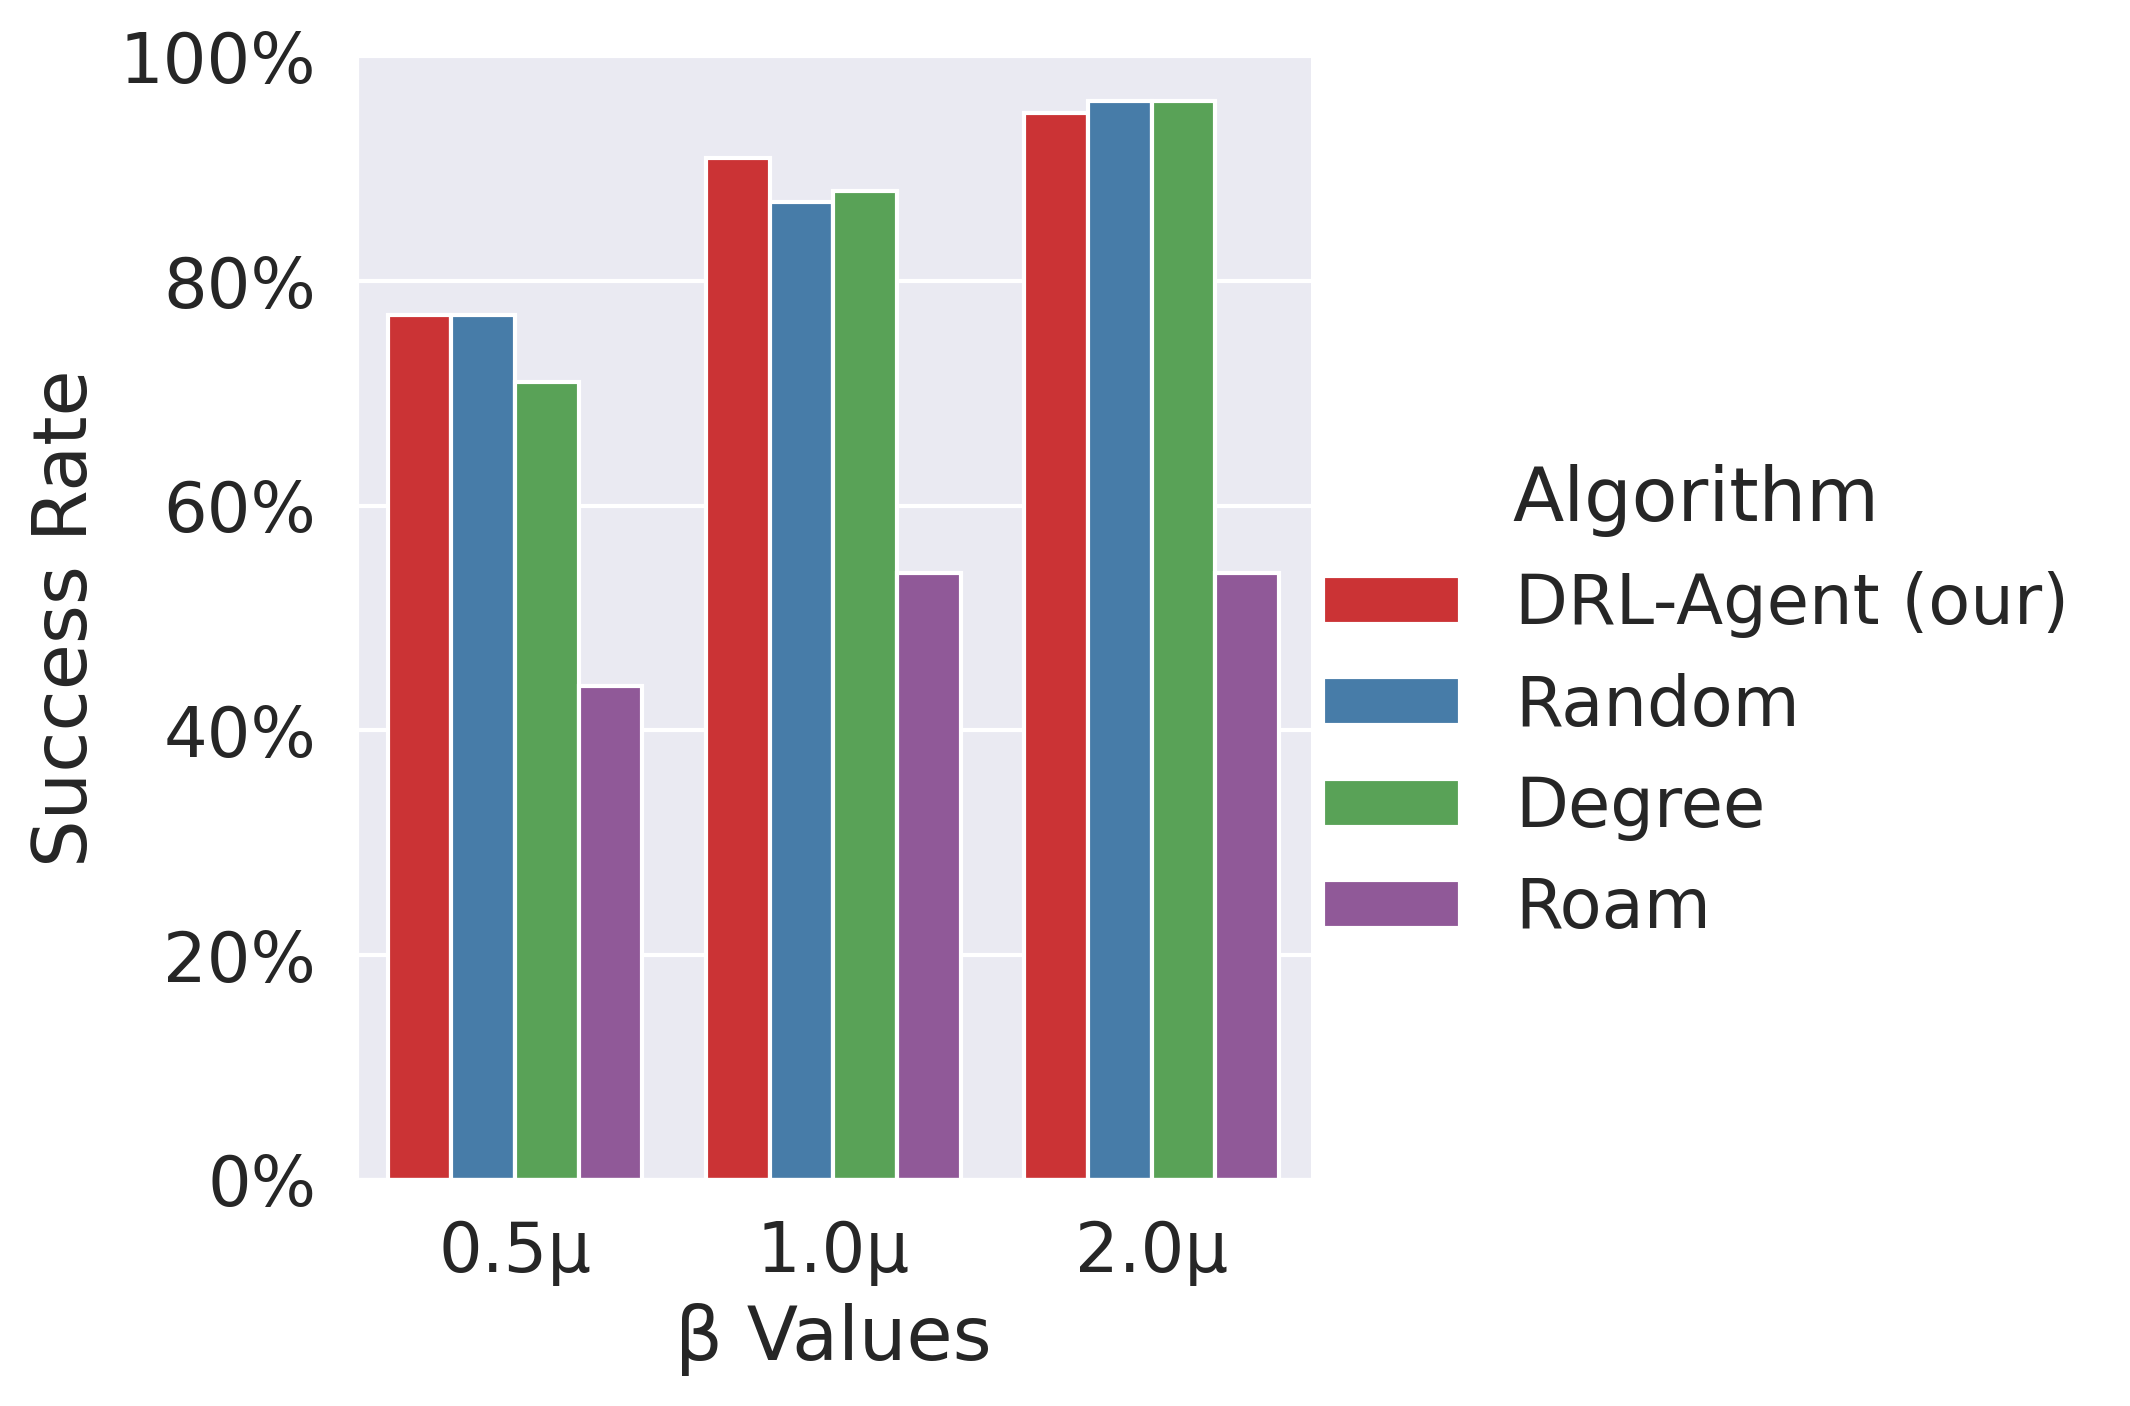 100%
80%
60%
40%
20%
0%
Success Rate
0.5μ 1.0μ 2.0μ
β Values
Algorithm
DRL-Agent (our)
Random
Degree
Roam